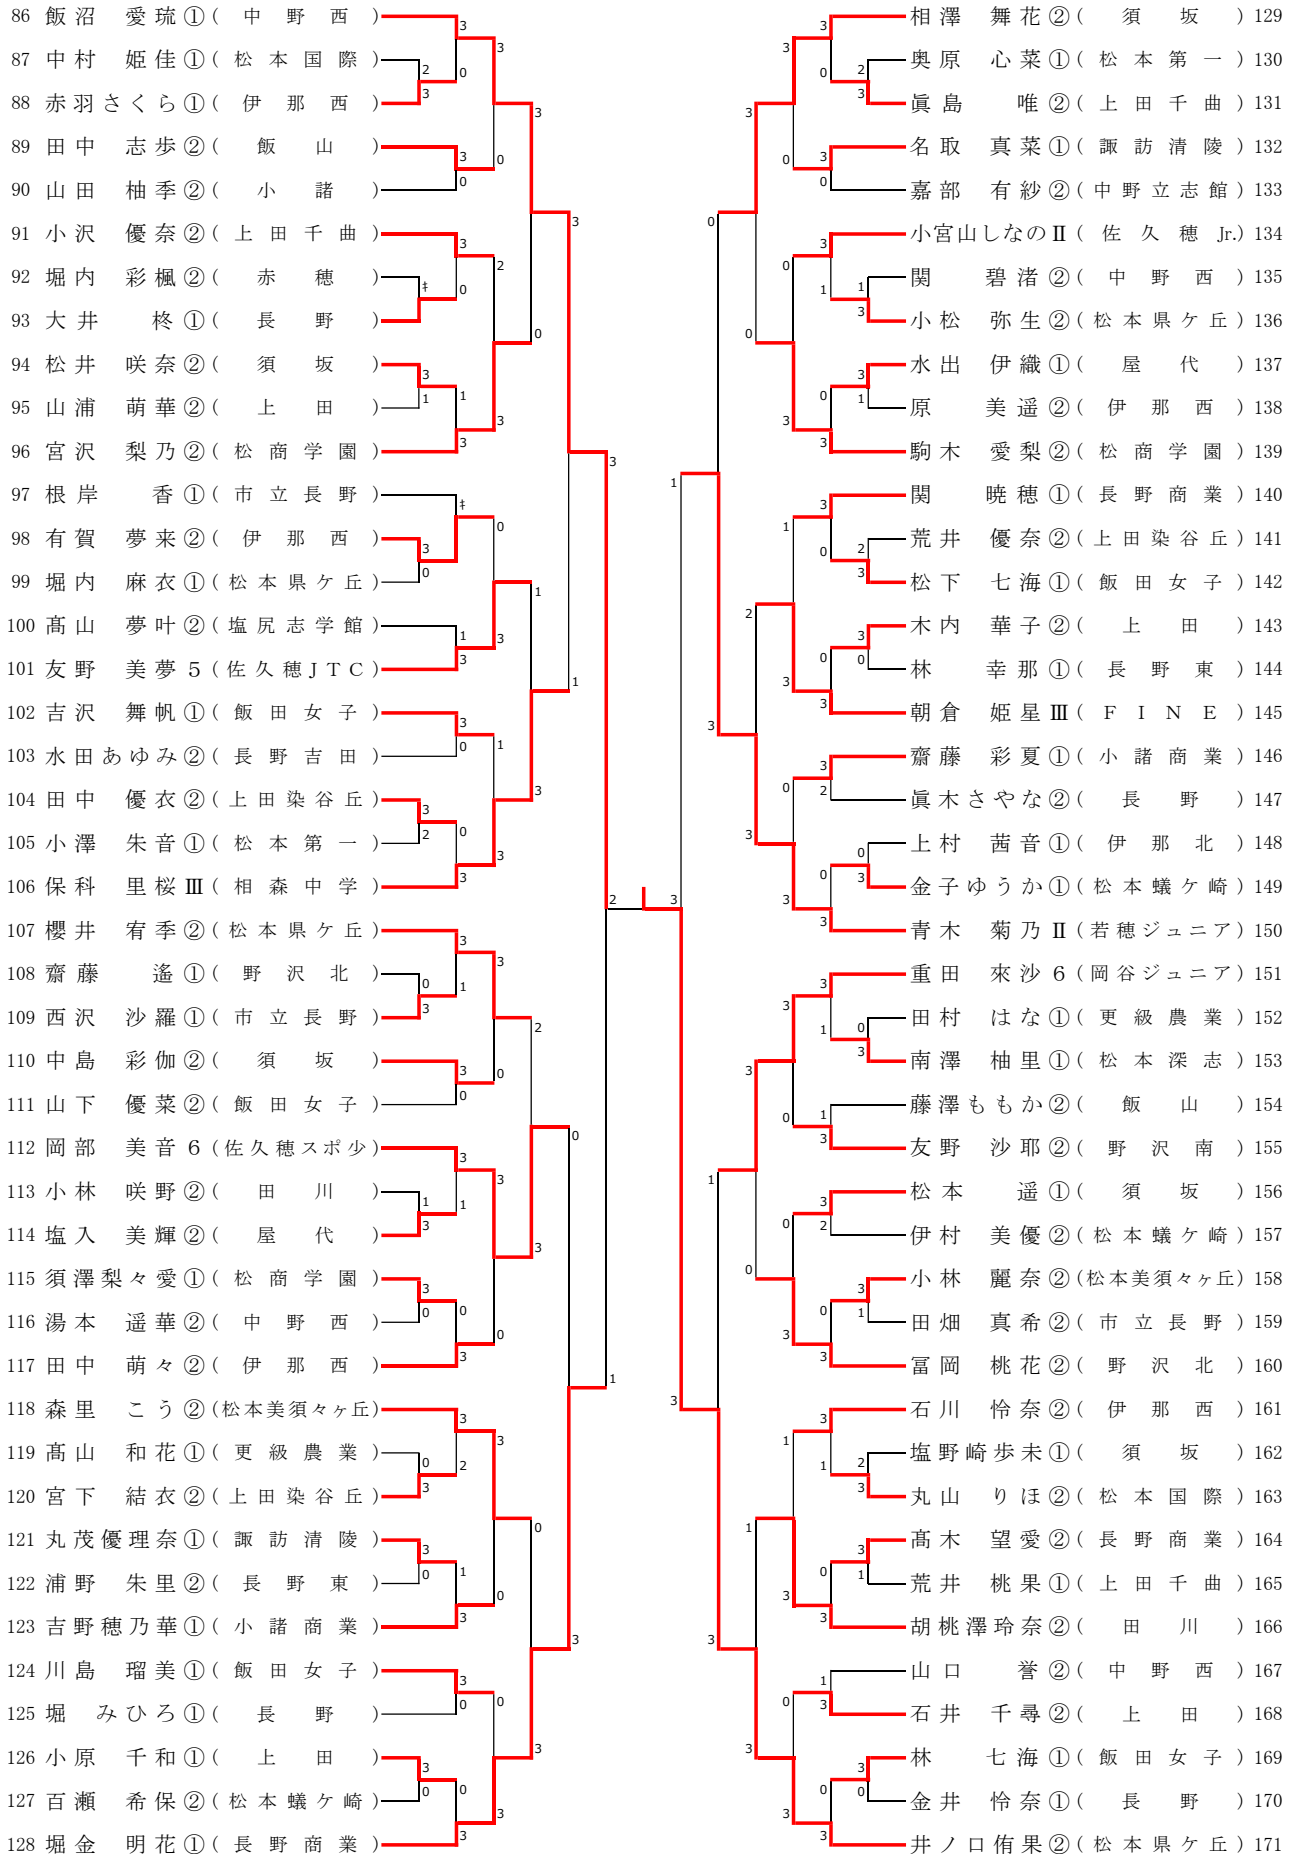 86 飯沼 愛琉①( 中野西 )
87 中村 姫佳①( 松本国際 )
88 赤羽さくら①( 伊那西 )
89 田中 志歩②( 飯山 )
90 山田 柚季②( 小諸 )
91 小沢 優奈②( 上田千曲 )
92 堀内 彩楓②( 赤穂 )
93 大井 柊①( 長野 )
94 松井 咲奈②( 須坂 )
95 山浦 萌華②( 上田 )
96 宮沢 梨乃②( 松商学園 )
97 根岸 香①( 市立長野 )
98 有賀 夢来②( 伊那西 )
99 堀内 麻衣①(松本県ケ丘)
100 髙山 夢叶②(塩尻志学館)
101 友野 美夢5(佐久穂JTC)
102 吉沢 舞帆①( 飯田女子 )
103 水田あゆみ②( 長野吉田 )
104 田中 優衣②(上田染谷丘)
105 小澤 朱音①( 松本第一 )
106 保科 里桜Ⅲ( 相森中学 )
107 櫻井 宥季②(松本県ケ丘)
108 齋藤 遙①( 野沢北 )
109 西沢 沙羅①( 市立長野 )
110 中島 彩伽②( 須坂 )
111 山下 優菜②( 飯田女子 )
112 岡部 美音6(佐久穂スポ少)
113 小林 咲野②( 田川 )
114 塩入 美輝②( 屋代 )
115 須澤梨々愛①( 松商学園 )
116 湯本 遥華②( 中野西 )
117 田中 萌々②( 伊那西 )
118 森里 こう②(松本美須々ヶ丘)
119 髙山 和花①( 更級農業 )
120 宮下 結衣②(上田染谷丘)
121 丸茂優理奈①( 諏訪清陵 )
122 浦野 朱里②( 長野東 )
123 吉野穂乃華①( 小諸商業 )
124 川島 瑠美①( 飯田女子 )
125 堀 みひろ①( 長野 )
126 小原 千和①( 上田 )
127 百瀬 希保②(松本蟻ケ崎)
128 堀金 明花①( 長野商業 )
相澤 舞花②( 須坂 ) 129
奥原 心菜①( 松本第一 ) 130
眞島 唯②( 上田千曲 ) 131
名取 真菜①( 諏訪清陵 ) 132
嘉部 有紗②(中野立志館) 133
小宮山しなのⅡ( 佐久穂Jr.) 134
関 碧渚②( 中野西 ) 135
小松 弥生②(松本県ケ丘) 136
水出 伊織①( 屋代 ) 137
原 美遥②( 伊那西 ) 138
駒木 愛梨②( 松商学園 ) 139
関 暁穂①( 長野商業 ) 140
荒井 優奈②(上田染谷丘) 141
松下 七海①( 飯田女子 ) 142
木内 華子②( 上田 ) 143
林 幸那①( 長野東 ) 144
朝倉 姫星Ⅲ( FINE ) 145
齋藤 彩夏①( 小諸商業 ) 146
眞木さやな②( 長野 ) 147
上村 茜音①( 伊那北 ) 148
金子ゆうか①(松本蟻ケ崎) 149
青木 菊乃Ⅱ(若穂ジュニア) 150
重田 來沙6(岡谷ジュニア) 151
田村 はな①( 更級農業 ) 152
南澤 柚里①( 松本深志 ) 153
藤澤ももか②( 飯山 ) 154
友野 沙耶②( 野沢南 ) 155
松本 遥①( 須坂 ) 156
伊村 美優②(松本蟻ケ崎) 157
小林 麗奈②(松本美須々ヶ丘) 158
田畑 真希②( 市立長野 ) 159
冨岡 桃花②( 野沢北 ) 160
石川 怜奈②( 伊那西 ) 161
塩野崎歩未①( 須坂 ) 162
丸山 りほ②( 松本国際 ) 163
髙木 望愛②( 長野商業 ) 164
荒井 桃果①( 上田千曲 ) 165
胡桃澤玲奈②( 田川 ) 166
山口 誉②( 中野西 ) 167
石井 千尋②( 上田 ) 168
林 七海①( 飯田女子 ) 169
金井 怜奈①( 長野 ) 170
井ノ口侑果②(松本県ケ丘) 171